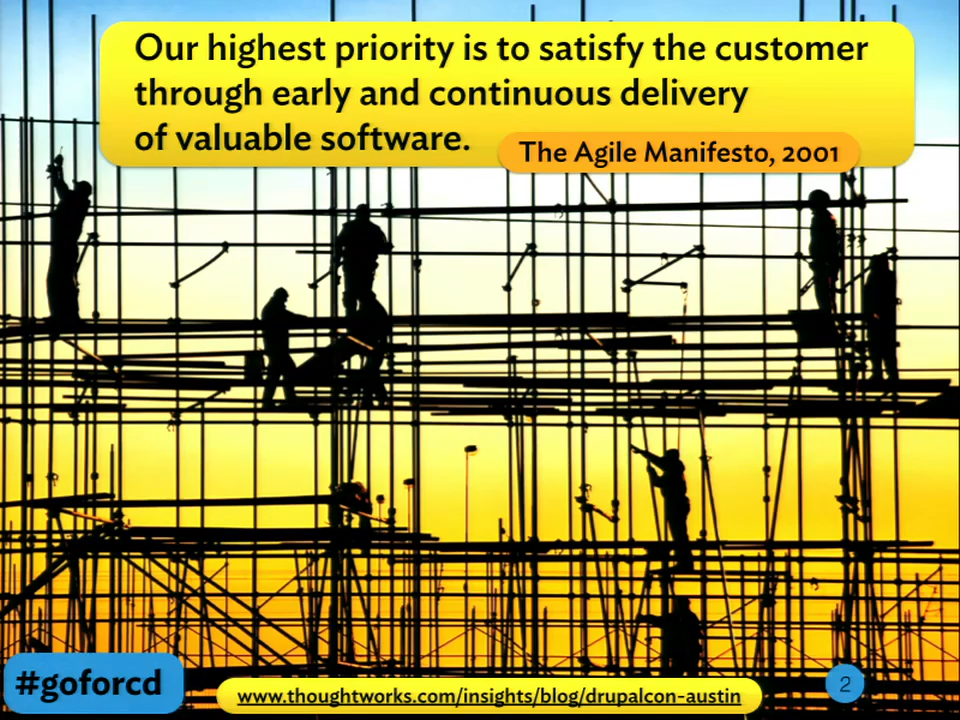 Our highest priority is to satisfy the customer
through early and continuous delivery
of valuable software.
The Agile Manifesto, 2001
#goforcd
www.thoughtworks.com/insights/blog/drupalcon-austin
2